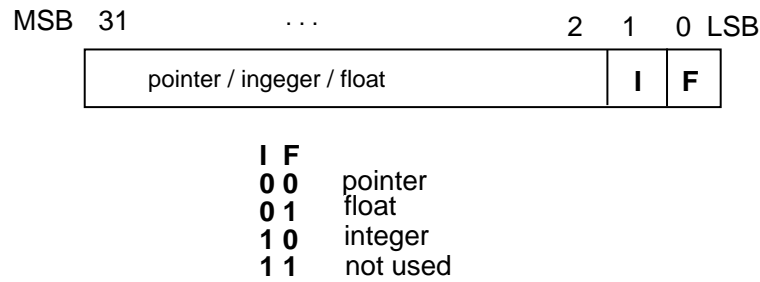 MSB 31 . . . 2 1 0 LSB
pointer / ingeger / float I F
I F
0 0 pointer
0 1 float
1 0 integer
1 1 not used